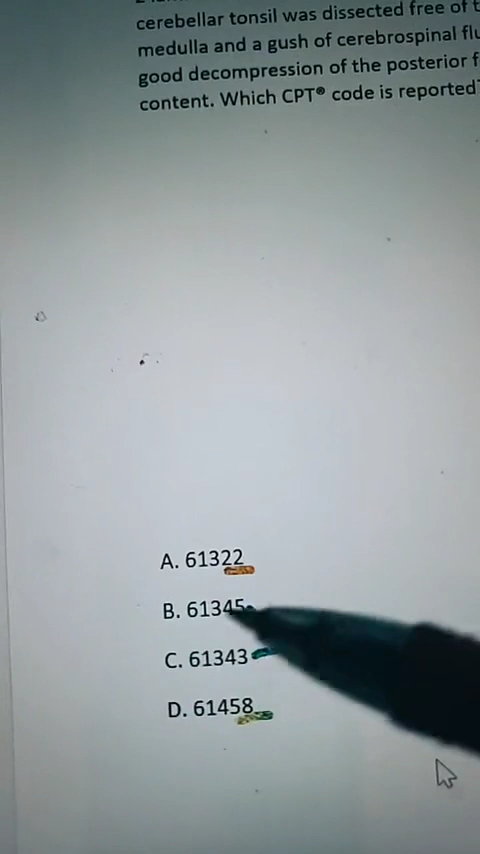 cerebellar tonsil was dissected free of
medulla and a gush of cerebrospinal
good decompression of the posterior
content. Which CPT® code is reported
A. 61322
B. 61345
C. 61343
D. 61458